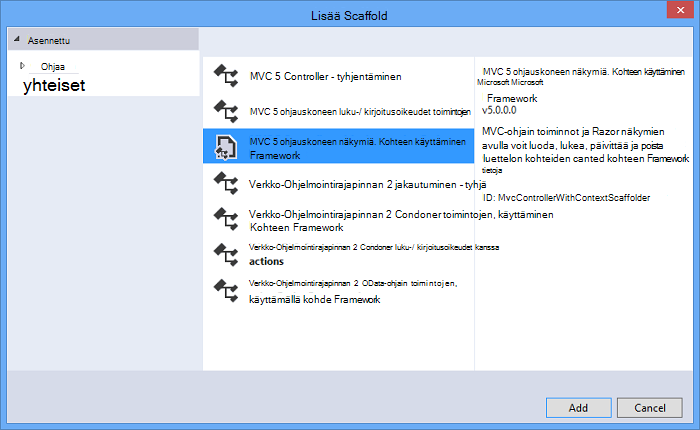 Lisää Scaffold
Asennettu
Ohjaa
yhteiset
MVC 5 Controller - tyhjentäminen
MVC 5 ohjauskoneen luku-/ kirjoitusoikeudet toimintojen
MVC 5 ohjauskoneen näkymiä. Kohteen käyttäminen
Framework
Verkko-Ohjelmointirajapinnan 2 jakautuminen - tyhjä
Verkko-Ohjelmointirajapinnan 2 Condoner toimintojen, käyttäminen
Kohteen Framework
Verkko-Ohjelmointirajapinnan 2 Condoner luku-/ kirjoitusoikeudet kanssa
actions
Verkko-Ohjelmointirajapinnan 2 OData-ohjain toimintojen,
käyttämällä kohde Framework
MVC 5 ohjauskoneen näkymiä. Kohteen käyttäminen
Microsoft Microsoft
Framework
v5.0.0.0
MVC-ohjain toiminnot ja Razor näkymien
avulla voit luoda, lukea, päivittää ja poista
luettelon kohteiden canted kohteen Framework
tietoja
ID: MvcControllerWithContextScaffolder
Add
Cancel